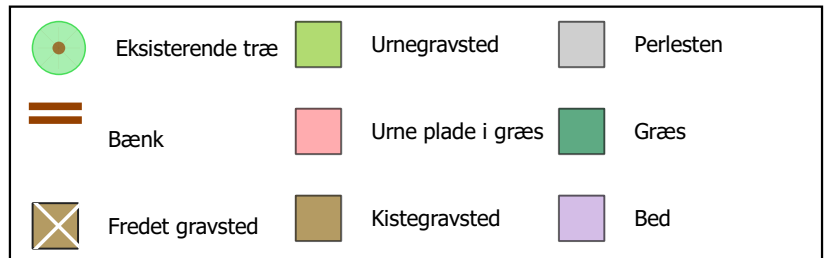 Eksisterende træ
Urnegravsted
Perlesten
Bænk
Urne plade i græs
Græs
Fredet gravsted
Kistegravsted
Bed